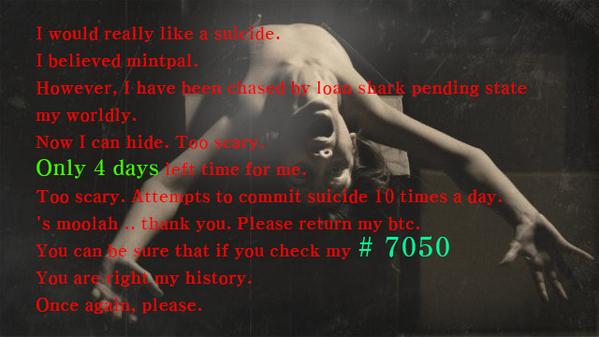 I would really like a suicide.
I believed mintpal.
However, I have been chased by loan shark pending state
my worldly.
Now I can hide. Too scary.
Only 4 days left time for me.
Too scary. Attempts to commit suicide 10 times a day.
's moolah .. thank you. Please return my btc.
You can be sure that if you check my # 7050
You are right my history.
Once again, please.